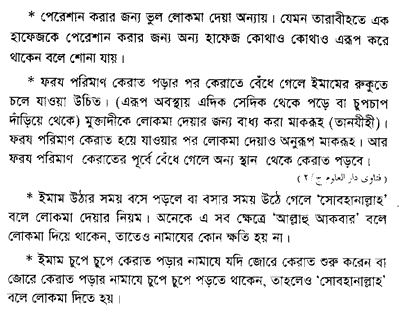 * পেরেশান করার জন্য ভুল লোকমা দেয়া অন্যায়। যেমন তারাবীহতে এক
হাফেজকে পেরেশান করার জন্য অন্য হাফেজ কোথাও কোথাও এরূপ করে
থাকেন বলে শোনা যায়।
* ফরয পরিমাণ কেরাত পড়ার পর কেরাতে বেঁধে গেলে ইমামের রুকুতে
চলে যাওয়া উচিত। (এরূপ অবস্থায় এদিক সেদিক থেকে পড়ে বা চুপচাপ
দাঁড়িয়ে থেকে) মুক্তাদীকে লোকমা দেয়ার জন্য বাধ্য করা মাকরূহ (তানযীহী)।
ফরয পরিমাণ কেরাত হয়ে যাওয়ার পর লোকমা দেয়াও অনুরূপ মাকরূহ। আর
ফরয পরিমাণ কেরাতের পূর্বে বেঁধে গেলে অন্য স্থান থেকে কেরাত পড়বে।
(فتاوى دار العلوم ج /٢)
* ইমাম উঠার সময় বসে পড়লে বা বসার সময় উঠে গেলে ‘সোবহানাল্লাহ’
বলে লোকমা দেয়ার নিয়ম। অনেকে এ সব ক্ষেত্রে ‘আল্লাহু আকবার’ বলে
লোকমা দিয়ে থাকেন, তাতেও নামাযের কোন ক্ষতি হয় না।
* ইমাম চুপে চুপে কেরাত পড়ার নামাযে যদি জোরে কেরাত শুরু করেন বা
জোরে কেরাত পড়ার নামাযে চুপে চুপে পড়তে থাকেন, তাহলেও ‘সোবহানাল্লাহ’
বলে লোকমা দিতে হয়।